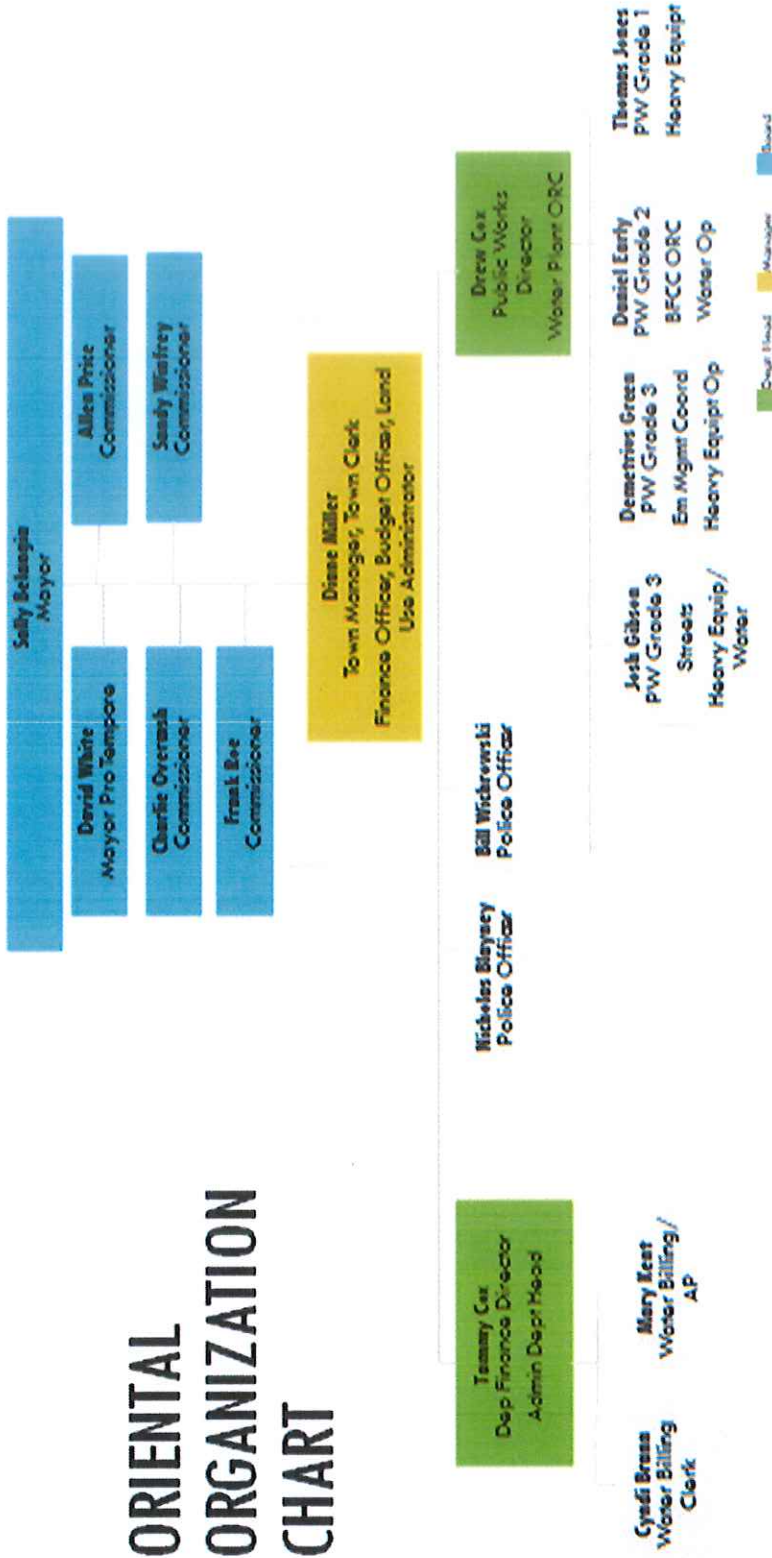 ORIENTAL
ORGANIZATION
CHART
Sally Belangia
Mayor
David White
Mayor Pro Tempore
Allen Price
Commissioner
Charlie Overcash
Commissioner
Sandy Winfrey
Commissioner
Frank Roe
Commissioner
Diane Miller
Town Manager, Town Clerk
Finance Officer, Budget Officer, Land
Use Administrator
Tammy Cox
Dep Finance Director
Admin Dept Head
Nicholas Blayney
Police Officer
Bill Wichrowski
Police Officer
Drew Cox
Public Works
Director
Water Plant ORC
Cyndi Braun
Water Billing
Clerk
Mary Kent
Water Billing/
AP
Josh Gibson
PW Grade 3
Streets
Heavy Equip/
Water
Demetrius Green
PW Grade 3
Em Mgmt Coord
Heavy Equipt Op
Daniel Early
PW Grade 2
BFCC ORC
Water Op
Thomas Jones
PW Grade 1
Heavy Equipt
Dept Head
Manager
Board